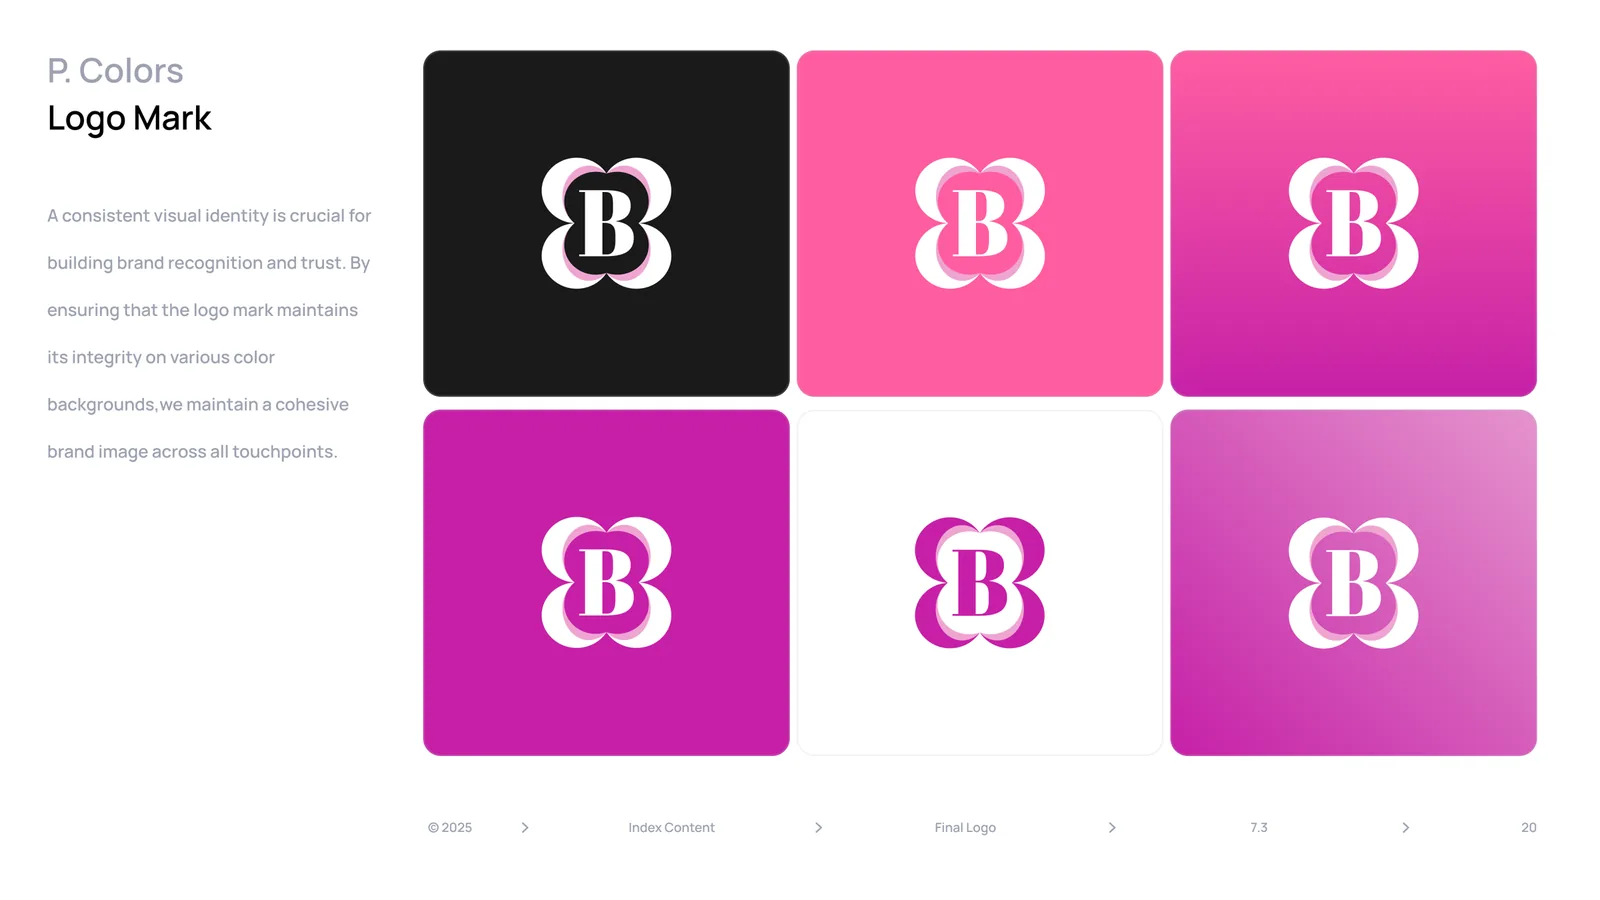 P. Colors
Logo Mark
A consistent visual identity is crucial for
building brand recognition and trust. By
ensuring that the logo mark maintains
its integrity on various color
backgrounds,we maintain a cohesive
brand image across all touchpoints.
B
B
B
B
B
B
© 2025 > Index Content > Final Logo > 7.3 > 20